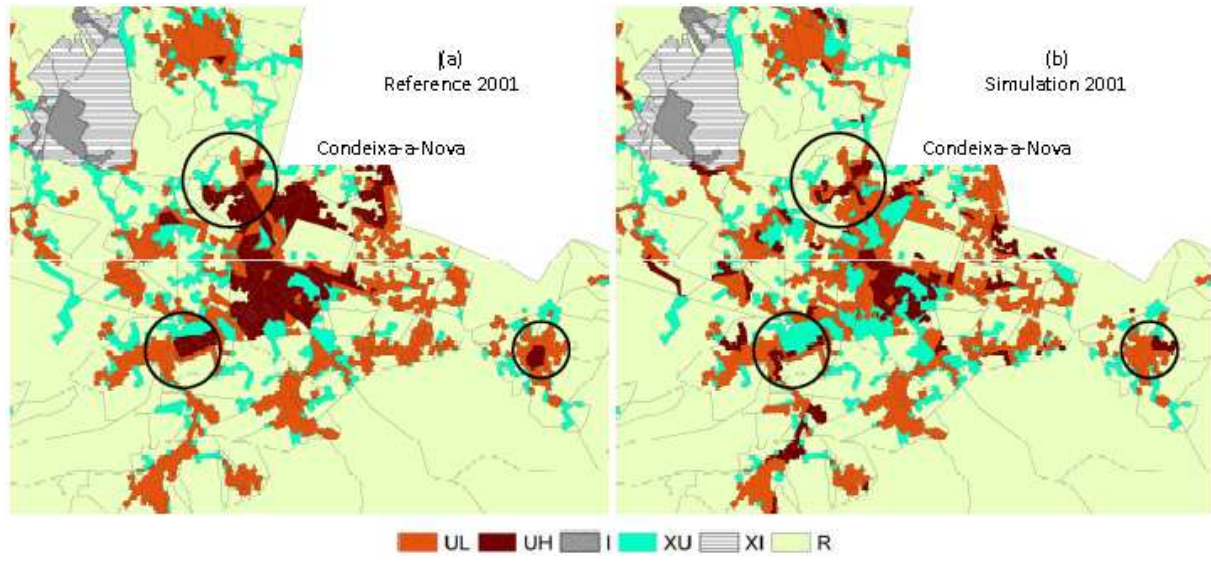 (a)
Reference 2001
Condeixa-a-Nova
(b)
Simulation 2001
Condeixa-a-Nova
UL UH I XU XI R